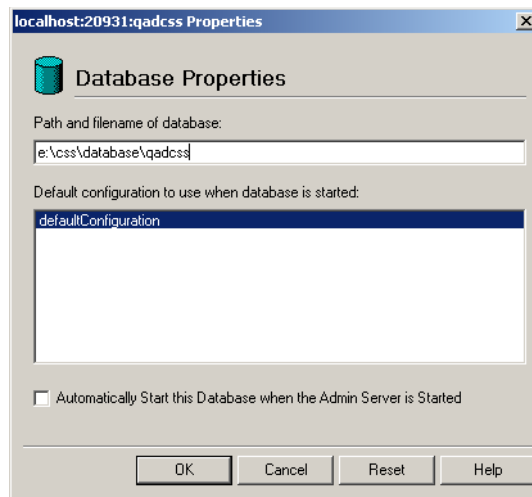 localhost:20931:qadcss Properties
Database Properties
Path and filename of database:
e:\css\database\qadcss
Default configuration to use when database is started:
defaultConfiguration
Automatically Start this Database when the Admin Server is Started
OK Cancel Reset Help